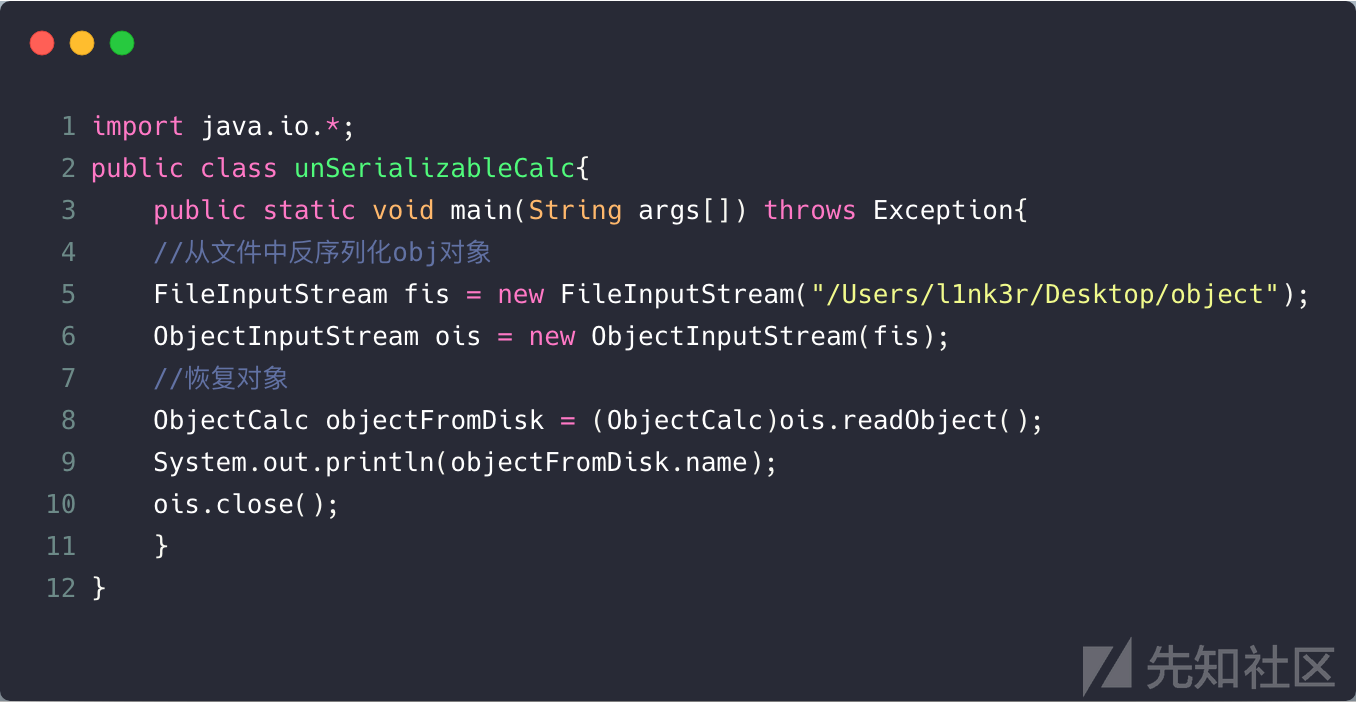 1 import java.io.*;
2 public class unSerializableCalc{
3     public static void main(String args[]) throws Exception{
4     //从文件中反序列化obj对象
5     FileInputStream fis = new FileInputStream("/Users/l1nk3r/Desktop/object");
6     ObjectInputStream ois = new ObjectInputStream(fis);
7     //恢复对象
8     ObjectCalc objectFromDisk = (ObjectCalc)ois.readObject();
9     System.out.println(objectFromDisk.name);
10     ois.close();
11     }
12 }
先知社区